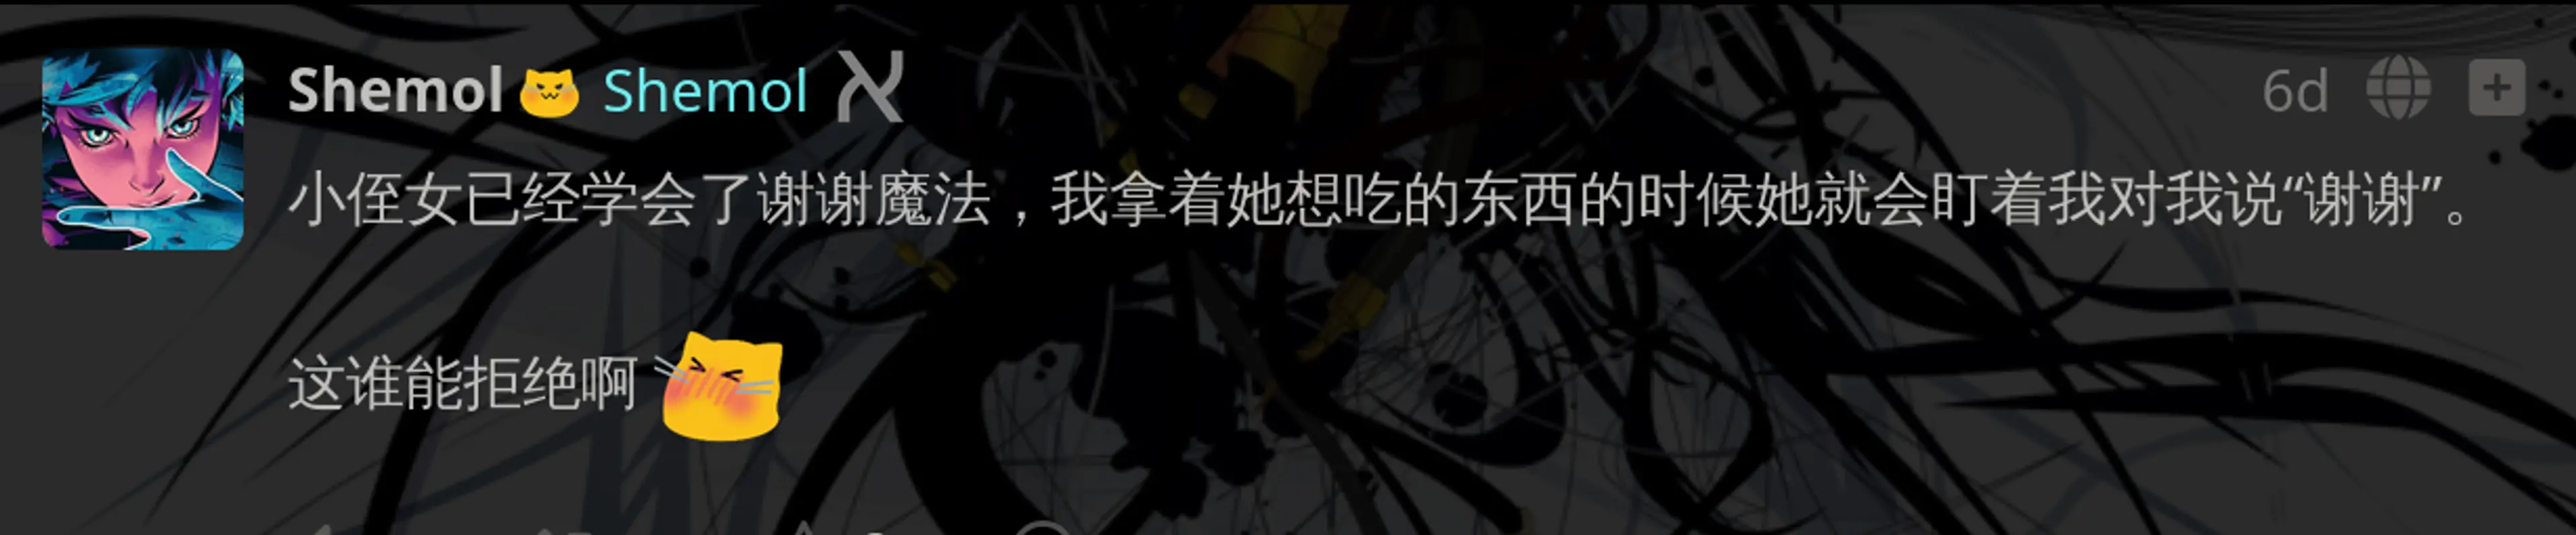 Shemol Shemol א
6d
小侄女已经学会了谢谢魔法，我拿着她想吃的东西的时候她就会盯着我对我说“谢谢”。
这谁能拒绝啊